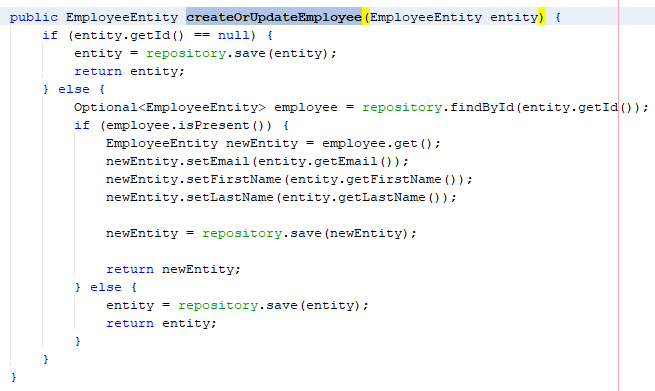 public EmployeeEntity createOrUpdateEmployee(EmployeeEntity entity) {
    if (entity.getId() == null) {
        entity = repository.save(entity);
        return entity;
    } else {
        Optional<EmployeeEntity> employee = repository.findById(entity.getId());
        if (employee.isPresent()) {
            EmployeeEntity newEntity = employee.get();
            newEntity.setEmail(entity.getEmail());
            newEntity.setFirstName(entity.getFirstName());
            newEntity.setLastName(entity.getLastName());

            newEntity = repository.save(newEntity);

            return newEntity;
        } else {
            entity = repository.save(entity);
            return entity;
        }
    }
}